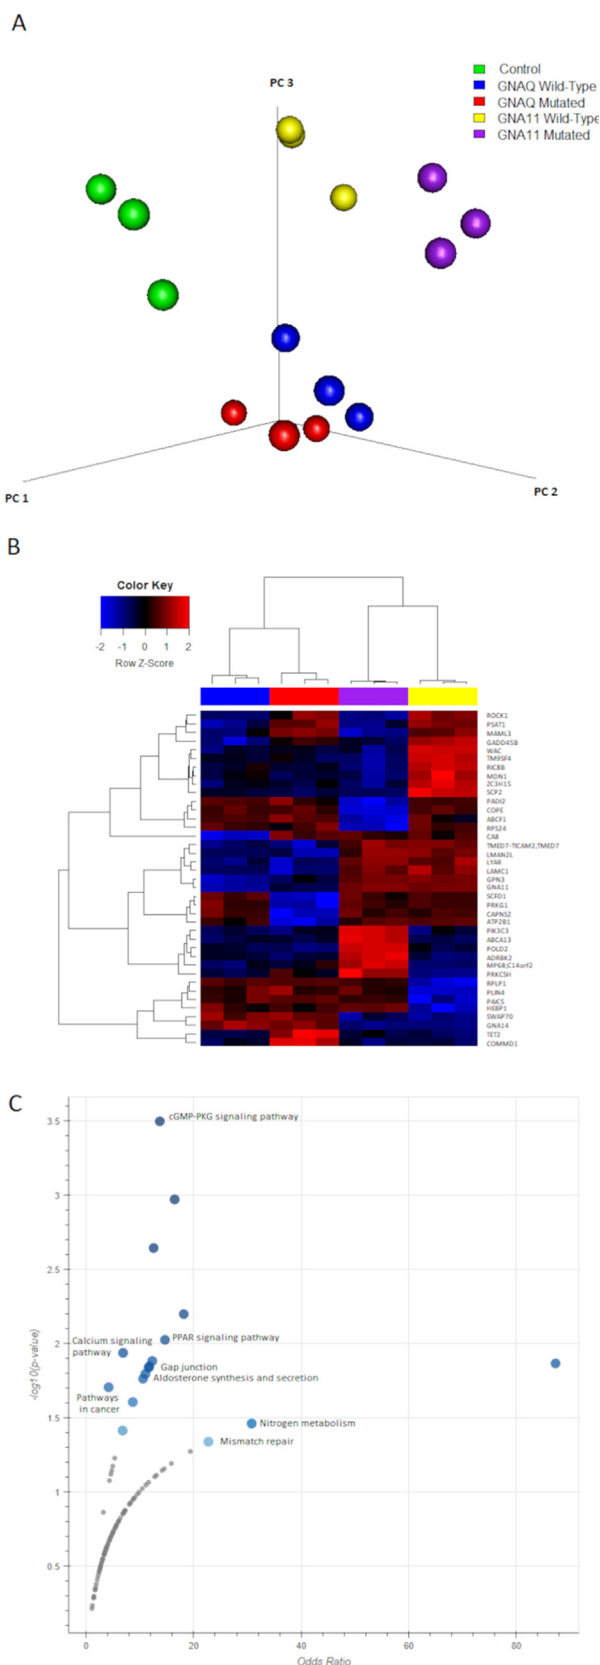 A
PC 3
Control
GNAQ Wild-Type
GNAQ Mutated
GNA11 Wild-Type
GNA11 Mutated
PC 1
PC 2
B
Color Key
-2 -1 0 1 2
Row Z-Score
ROCK1
PSAT1
MAML3
GADD45B
WAC
TM9SF4
RIC8B
MDN1
ZC3H15
SCP2
PADI2
COPE
ABCF1
RPS24
CA8
TMED7-TICAM2;TMED7
LMAN2L
LYAR
LAMC1
GPN3
GNA11
SCFD1
PRKG1
CAPNS2
ATP2B1
PIK3C3
ABCA13
POLD2
ADRBK2
MP68;C14orf2
PRKCSH
RPLP1
PLIN4
PAICS
HEBP1
SWAP70
GNA14
TET2
COMMD1
C
3.5
cGMP-PKG signaling pathway
3
2.5
2
PPAR signaling pathway
Calcium signaling
pathway
Gap junction
Aldosterone synthesis and secretion
Pathways
in cancer
1.5
Nitrogen metabolism
Mismatch repair
1
0.5
-log10(p-value)
0 20 40 60 80
Odds Ratio